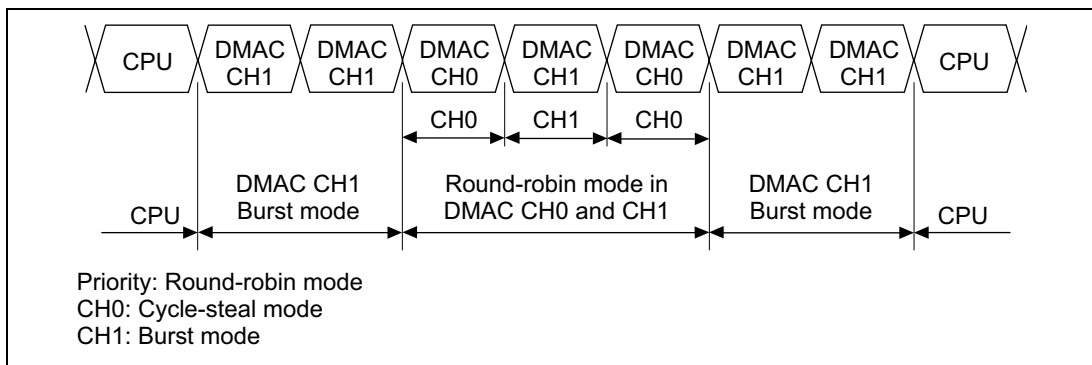 CPU
DMAC
CH1
DMAC
CH1
DMAC
CH0
DMAC
CH1
DMAC
CH0
DMAC
CH1
DMAC
CH1
CPU
CH0
CH1
CH0
CPU
DMAC CH1
Burst mode
Round-robin mode in
DMAC CH0 and CH1
DMAC CH1
Burst mode
CPU
Priority: Round-robin mode
CH0: Cycle-steal mode
CH1: Burst mode